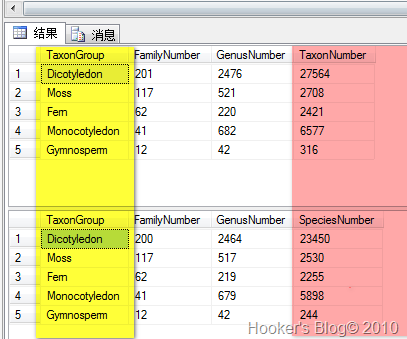 结果 消息
TaxonGroup FamilyNumber GenusNumber TaxonNumber
1 Dicotyledon 201 2476 27564
2 Moss 117 521 2708
3 Fern 62 220 2421
4 Monocotyledon 41 682 6577
5 Gymnosperm 12 42 316
TaxonGroup FamilyNumber GenusNumber SpeciesNumber
1 Dicotyledon 200 2464 23450
2 Moss 117 517 2530
3 Fern 62 219 2255
4 Monocotyledon 41 679 5898
5 Gymnosperm 12 42 244
Hooker's Blog© 2010